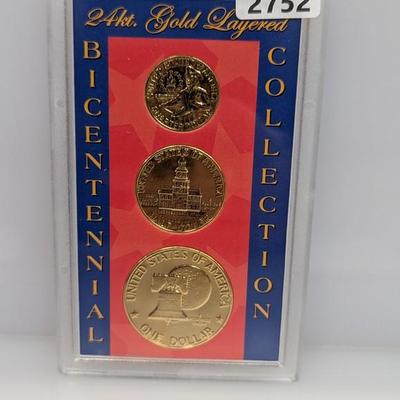 2752
24kt. Gold Layered
BICENTENNIAL
COLLECTION
UNITED STATES OF AMERICA
UNITED STATES OF AMERICA
ONE DOLLAR